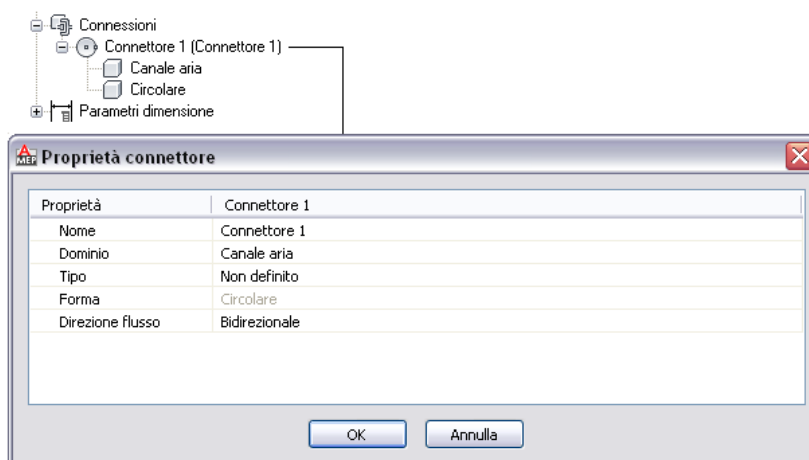 Connessioni
Connettore 1 (Connettore 1)
Canale aria
Circolare
Parametri dimensione
Proprietà connettore
Proprietà Connettore 1
Nome Connettore 1
Dominio Canale aria
Tipo Non definito
Forma Circolare
Direzione flusso Bidirezionale
OK Annulla